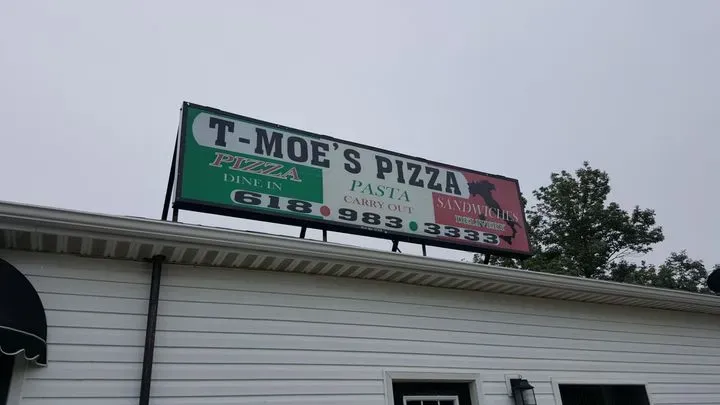 T-MOE'S PIZZA
PIZZA PASTA SANDWICHES
DINE IN CARRY OUT DELIVERY
618 • 983 • 3333